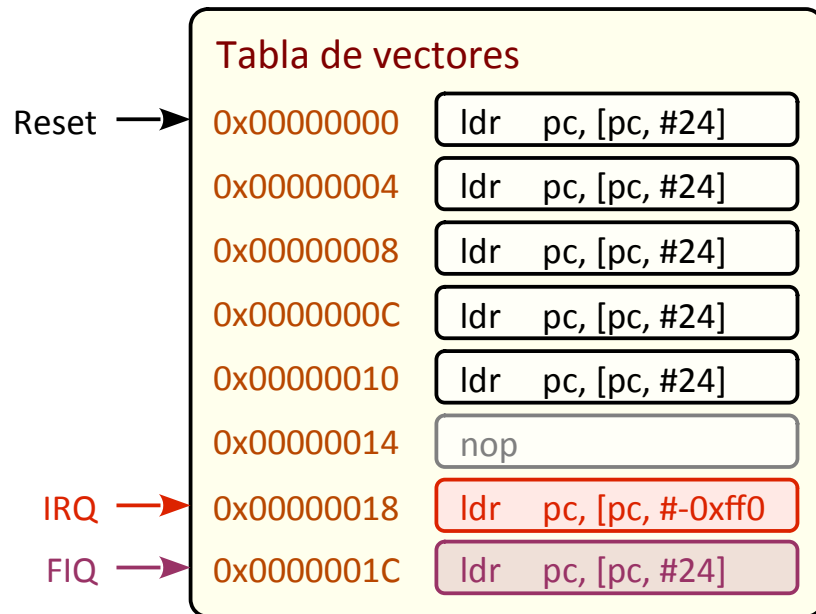 Tabla de vectores
Reset 0x00000000 ldr pc, [pc, #24]
0x00000004 ldr pc, [pc, #24]
0x00000008 ldr pc, [pc, #24]
0x0000000C ldr pc, [pc, #24]
0x00000010 ldr pc, [pc, #24]
0x00000014 nop
IRQ 0x00000018 ldr pc, [pc, #-0xff0
FIQ 0x0000001C ldr pc, [pc, #24]